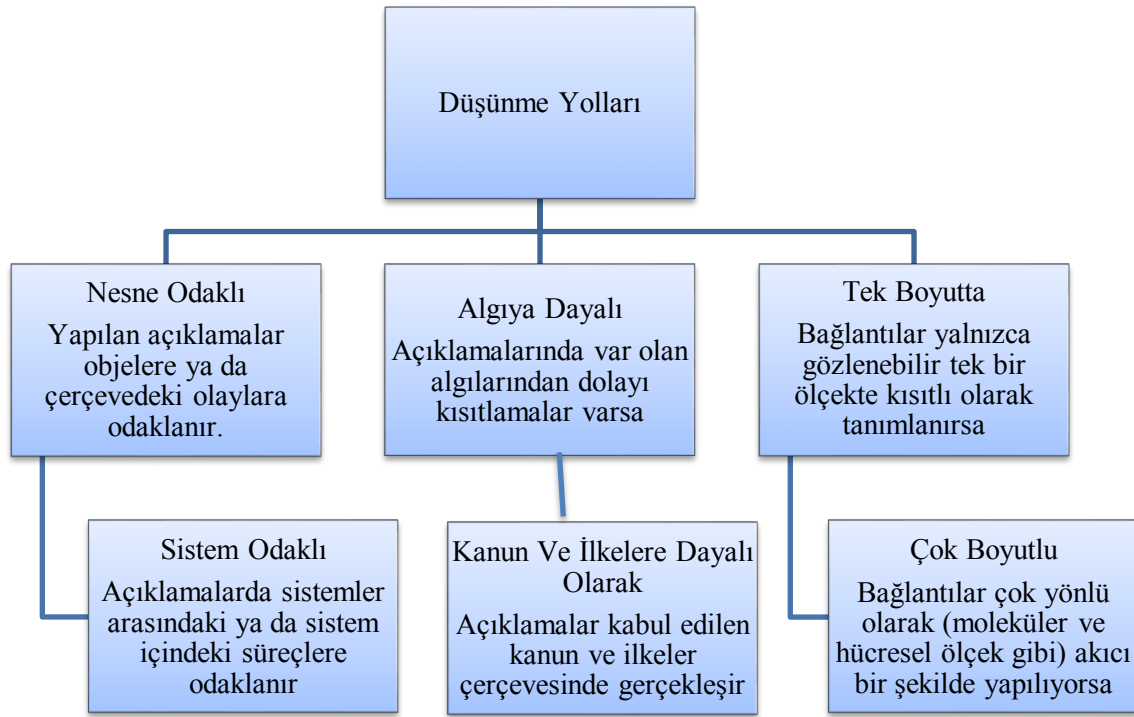 Düşünme Yolları
Nesne Odaklı
Yapılan açıklamalar
objelere ya da
çerçevedeki olaylara
odaklanır.
Algıya Dayalı
Açıklamalarında var olan
algılarından dolayı
kısıtlamalar varsa
Tek Boyutta
Bağlantılar yalnızca
gözlenebilir tek bir
ölçekte kısıtlı olarak
tanımlanırsa
Sistem Odaklı
Açıklamalarda sistemler
arasındaki ya da sistem
içindeki süreçlere
odaklanır
Kanun Ve İlkelere Dayalı
Olarak
Açıklamalar kabul edilen
kanun ve ilkeler
çerçevesinde gerçekleşir
Çok Boyutlu
Bağlantılar çok yönlü
olarak (moleküler ve
hücresel ölçek gibi) akıcı
bir şekilde yapılıyorsa